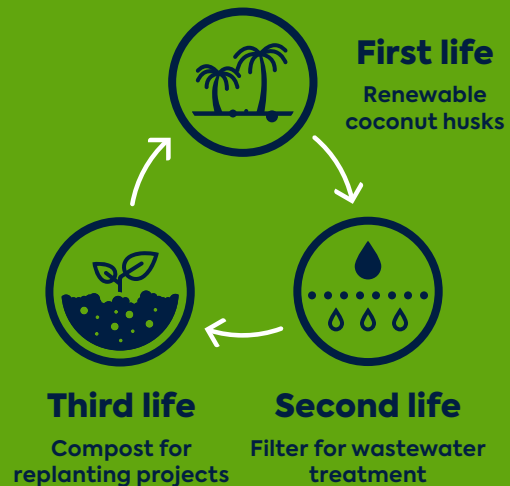 First life
Renewable
coconut husks
Second life
Filter for wastewater
treatment
Third life
Compost for
replanting projects